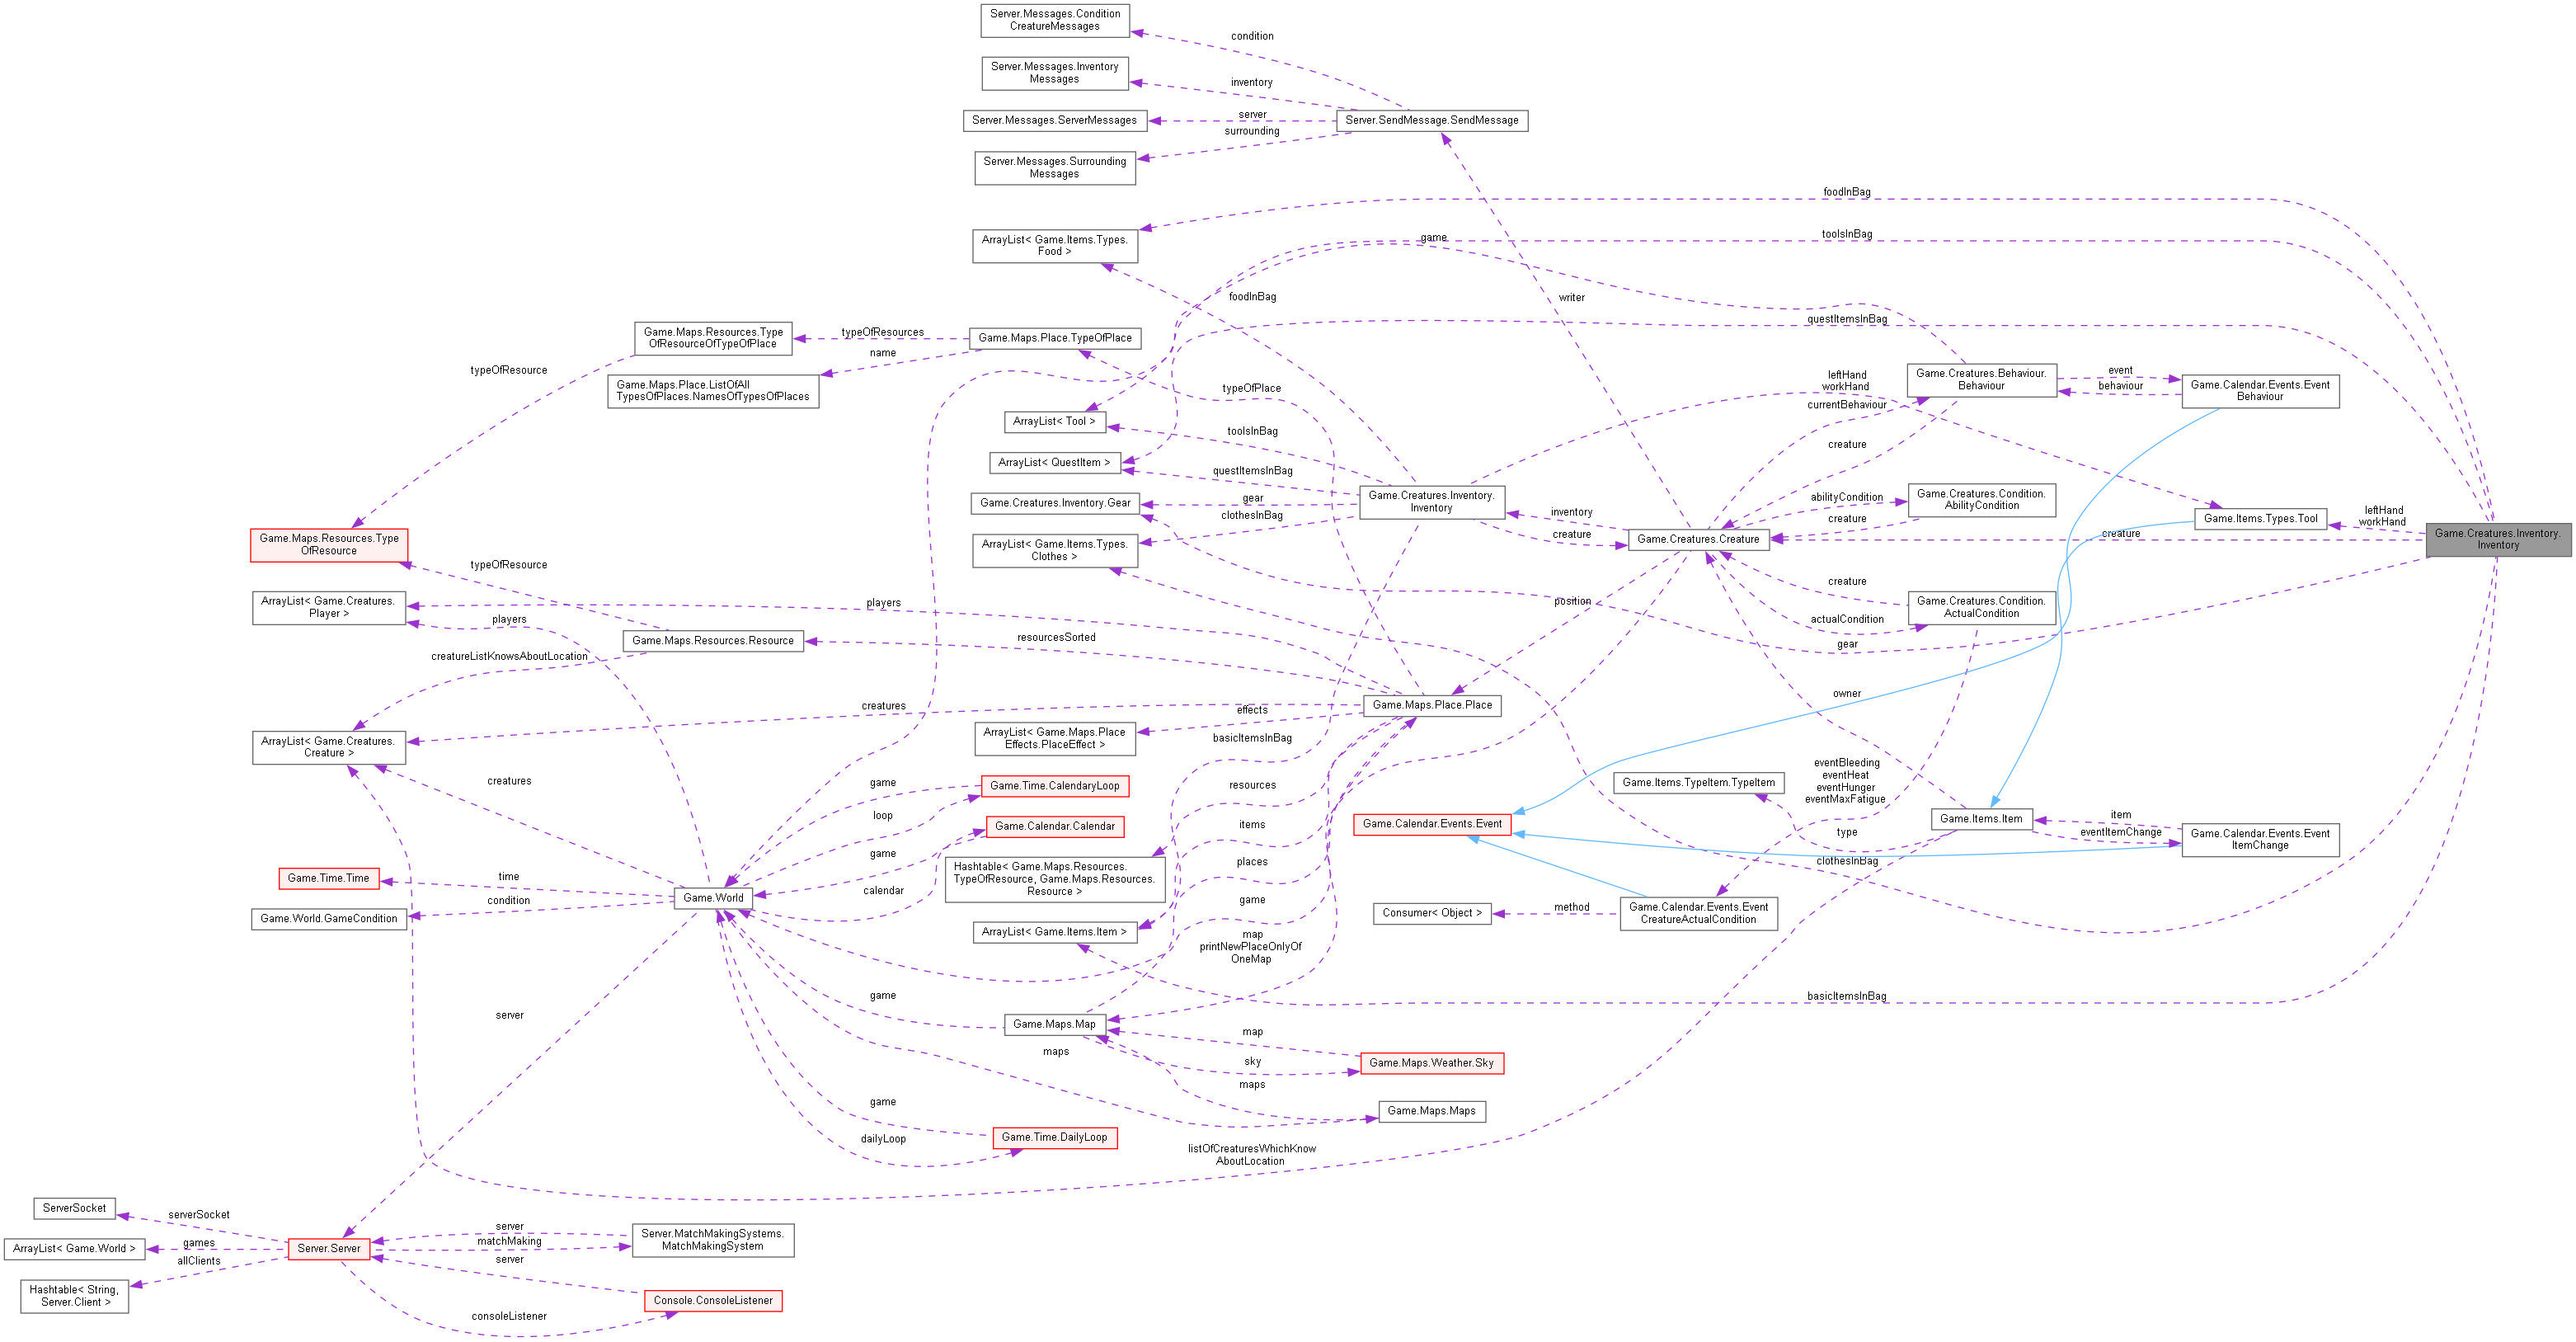 Server.Messages.Condition
CreatureMessages
condition
Server.Messages.Inventory
Messages
inventory
Server.Messages.ServerMessages
server
Server.SendMessage.SendMessage
surrounding
Server.Messages.Surrounding
Messages
foodInBag
ArrayList< Game.Items.Types.
Food >
game
toolsInBag
foodInBag
writer
questItemsInBag
Game.Maps.Resources.Type
OfResourceOfTypeOfPlace
typeOfResources
Game.Maps.Place.TypeOfPlace
name
typeOfResource
Game.Maps.Place.ListOfAll
TypesOfPlaces.NamesOfTypesOfPlaces
typeOfPlace
leftHand
workHand
currentBehaviour
Game.Creatures.Behaviour.
Behaviour
event
behaviour
Game.Calendar.Events.Event
Behaviour
ArrayList< Tool >
toolsInBag
creature
ArrayList< QuestItem >
questItemsInBag
Game.Creatures.Inventory.Gear
gear
Game.Creatures.Inventory.
Inventory
clothesInBag
inventory
abilityCondition
creature
Game.Creatures.Condition.
AbilityCondition
Game.Items.Types.Tool
leftHand
workHand
Game.Creatures.Inventory.
Inventory
Game.Maps.Resources.Type
OfResource
ArrayList< Game.Items.Types.
Clothes >
creature
Game.Creatures.Creature
creature
typeOfResource
creature
ArrayList< Game.Creatures.
Player >
players
players
position
actualCondition
Game.Creatures.Condition.
ActualCondition
Game.Maps.Resources.Resource
resourcesSorted
gear
creatureListKnowsAboutLocation
creatures
effects
Game.Maps.Place.Place
owner
ArrayList< Game.Creatures.
Creature >
ArrayList< Game.Maps.Place
Effects.PlaceEffect >
basicItemsInBag
creatures
game
Game.Time.CalendaryLoop
resources
Game.Items.TypeItem.TypeItem
eventBleeding
eventHeat
eventHunger
eventMaxFatigue
loop
Game.Calendar.Calendar
items
Game.Calendar.Events.Event
type
Game.Items.Item
item
eventItemChange
Game.Calendar.Events.Event
ItemChange
game
places
clothesInBag
Game.Time.Time
time
Game.World
calendar
Hashtable< Game.Maps.Resources.
TypeOfResource, Game.Maps.Resources.
Resource >
game
condition
Game.World.GameCondition
Consumer< Object >
method
Game.Calendar.Events.Event
CreatureActualCondition
ArrayList< Game.Items.Item >
map
printNewPlaceOnlyOf
OneMap
game
basicItemsInBag
server
Game.Maps.Map
map
maps
sky
Game.Maps.Weather.Sky
maps
game
Game.Maps.Maps
dailyLoop
Game.Time.DailyLoop
listOfCreaturesWhichKnow
AboutLocation
ServerSocket
serverSocket
server
Server.MatchMakingSystems.
MatchMakingSystem
ArrayList< Game.World >
games
Server.Server
matchMaking
allClients
server
Hashtable< String,
Server.Client >
Console.ConsoleListener
consoleListener